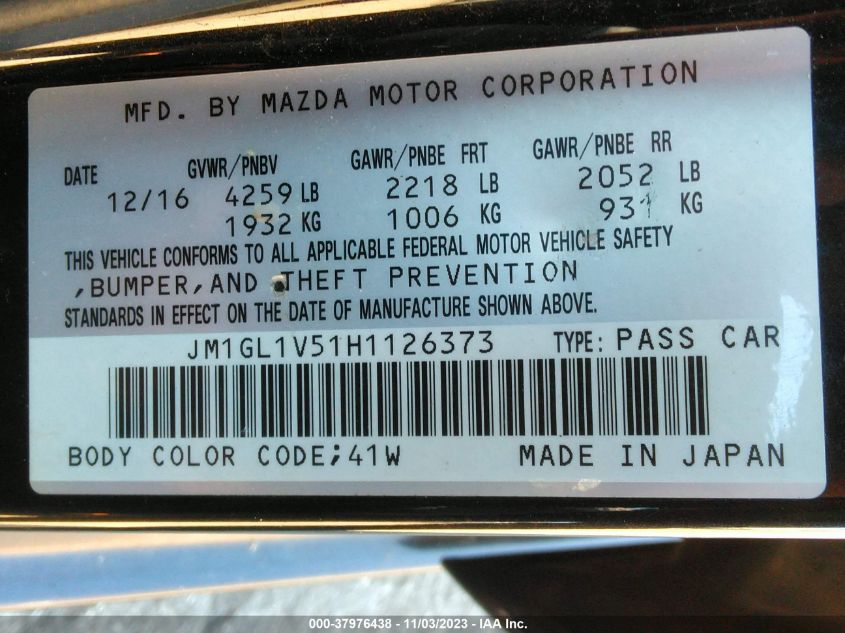 MFD. BY MAZDA MOTOR CORPORATION
DATE GVWR/PNBV GAWR/PNBE FRT GAWR/PNBE RR
12/16 4259 LB 2218 LB 2052 LB
1932 KG 1006 KG 931 KG
THIS VEHICLE CONFORMS TO ALL APPLICABLE FEDERAL MOTOR VEHICLE SAFETY
,BUMPER,AND THEFT PREVENTION
STANDARDS IN EFFECT ON THE DATE OF MANUFACTURE SHOWN ABOVE.
JM1GL1V51H1126373 TYPE: PASS CAR
BODY COLOR CODE;41W MADE IN JAPAN
000-37976438 - 11/03/2023 - IAA Inc.